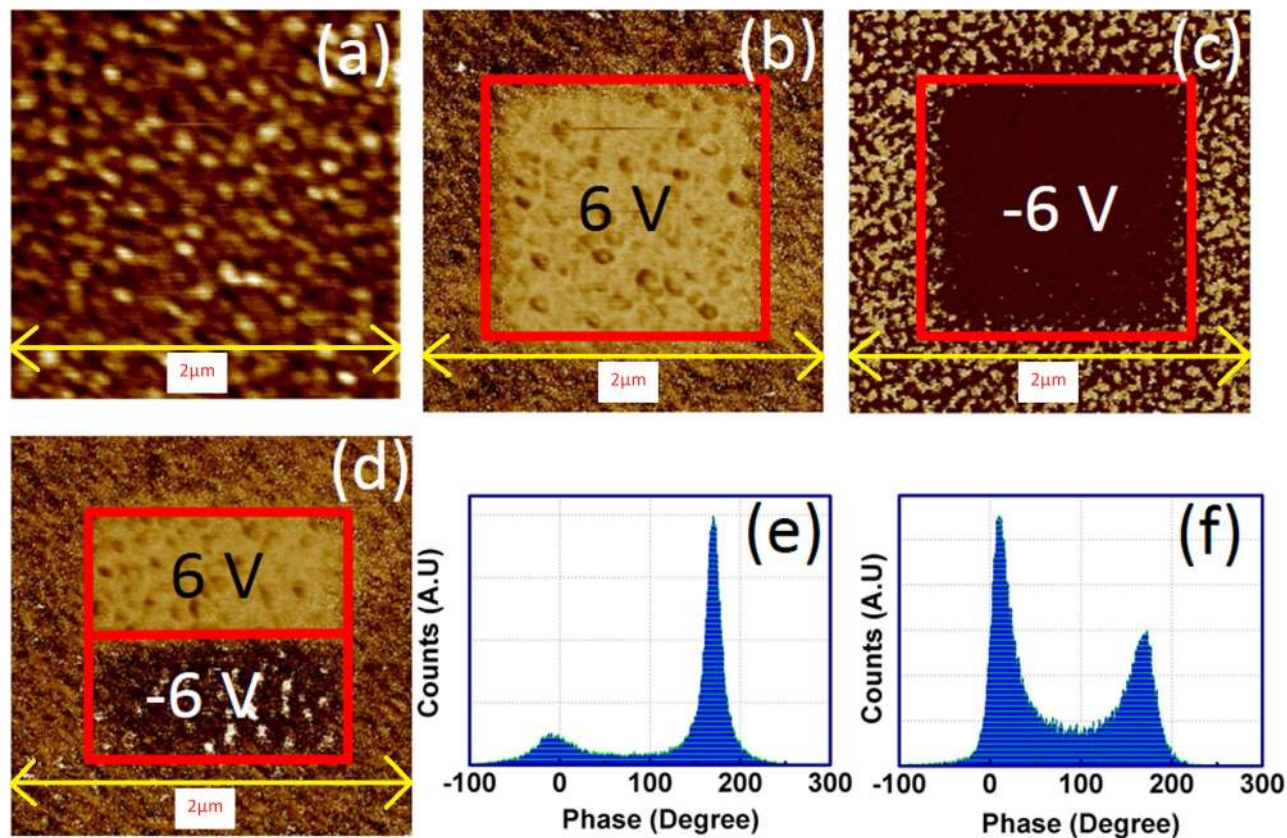 (a)
2μm
(b)
6 V
2μm
(c)
-6 V
2μm
(d)
6 V
-6 V
2μm
(e)
Counts (A.U)
-100 0 100 200 300
Phase (Degree)
(f)
Counts (A.U)
-100 0 100 200 300
Phase (Degree)